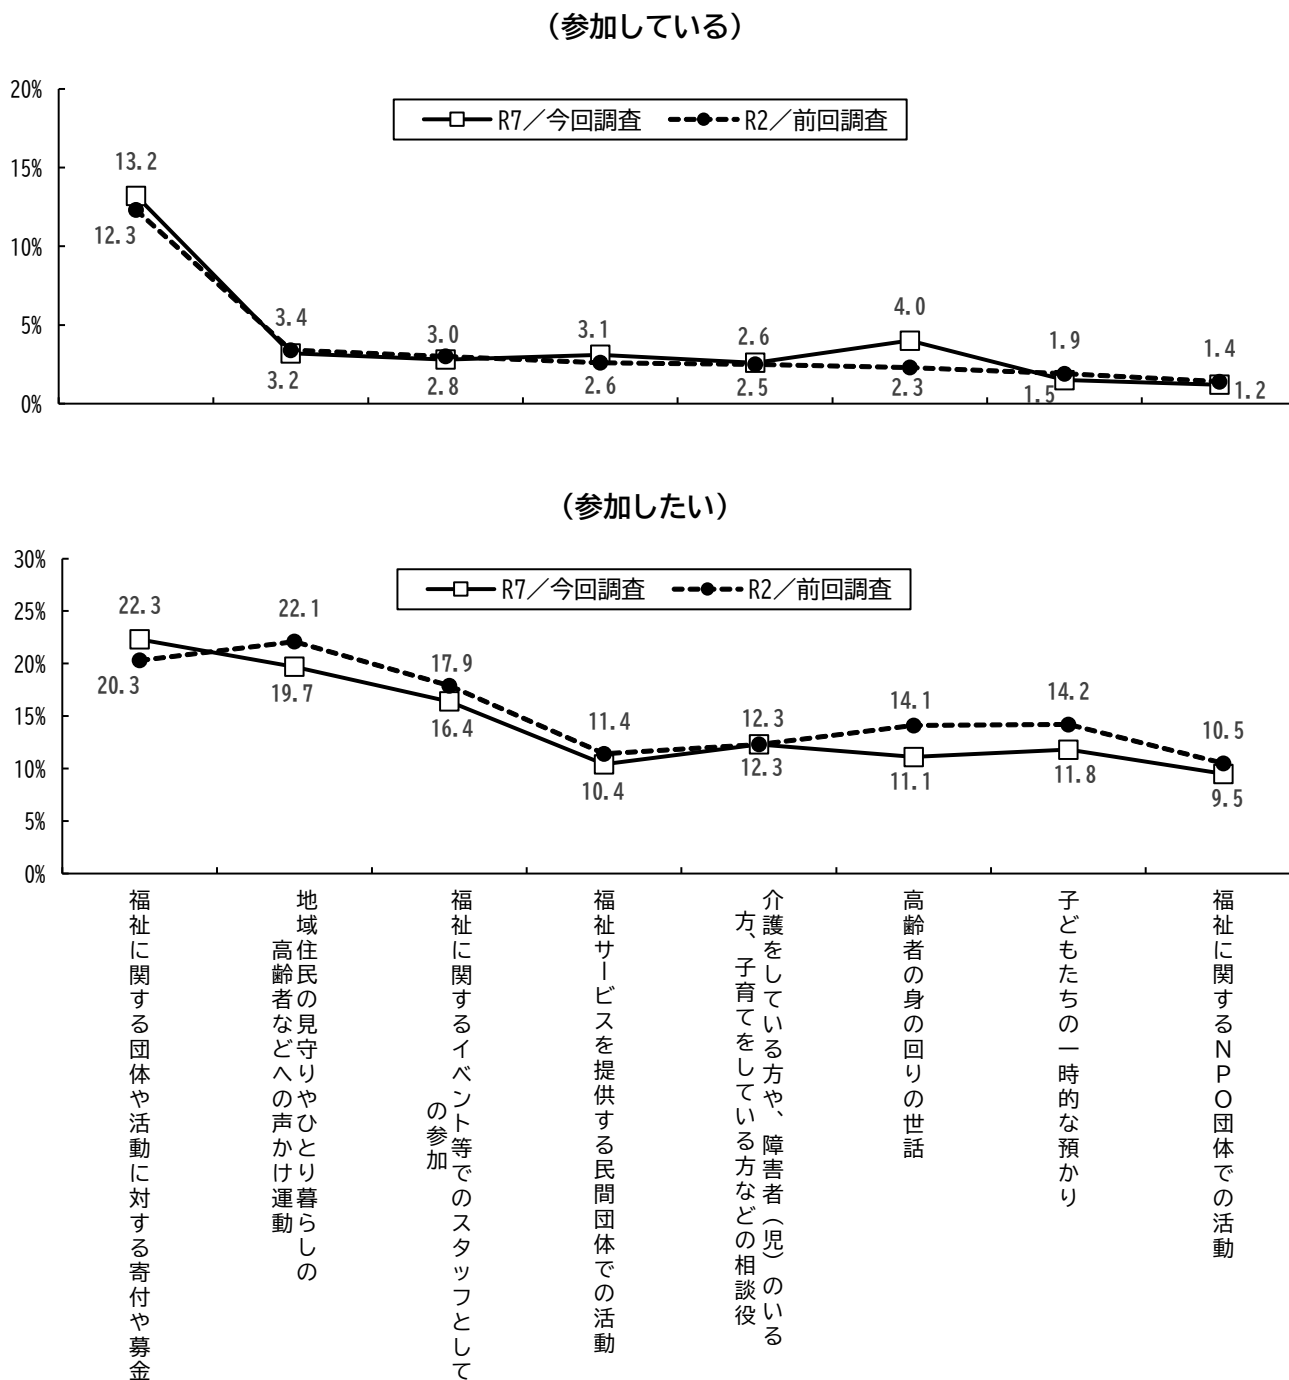 （参加している）
20%
15%
10%
5%
0%
R7／今回調査
R2／前回調査
13.2
12.3
3.4
3.2
3.0
2.8
3.1
2.6
2.6
2.5
4.0
2.3
1.9
1.5
1.4
1.2
（参加したい）
30%
25%
20%
15%
10%
5%
0%
R7／今回調査
R2／前回調査
22.3
20.3
22.1
19.7
17.9
16.4
11.4
10.4
12.3
12.3
14.1
11.1
14.2
11.8
10.5
9.5
福祉に関する団体や活動に対する寄付や募金
地域住民の見守りやひとり暮らしの
高齢者などへの声かけ運動
福祉に関するイベント等でのスタッフとして
の参加
福祉サービスを提供する民間団体での活動
介護をしている方や、障害者（児）のいる
方、子育てをしている方などの相談役
高齢者の身の回りの世話
子どもたちの一時的な預かり
福祉に関するＮＰＯ団体での活動